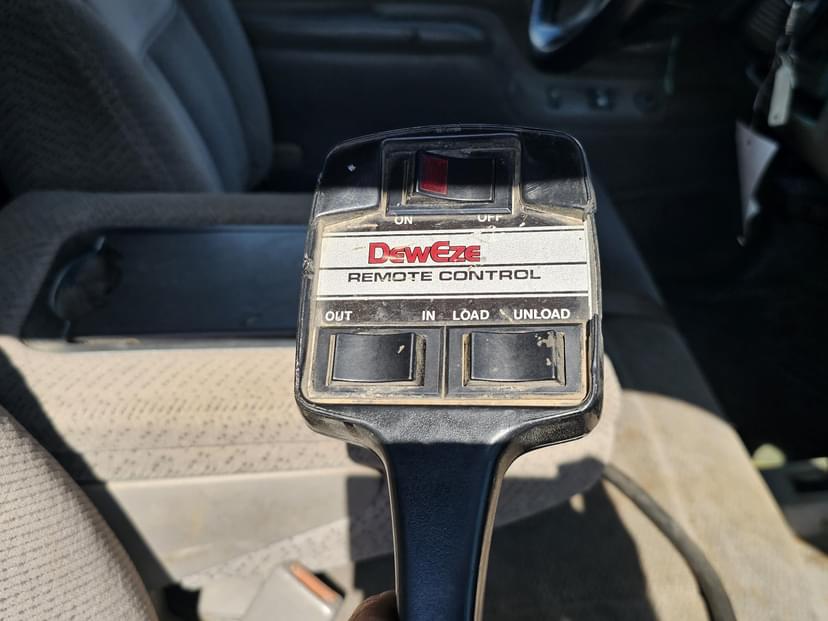 ON OFF
DewEze
REMOTE CONTROL
OUT IN LOAD UNLOAD